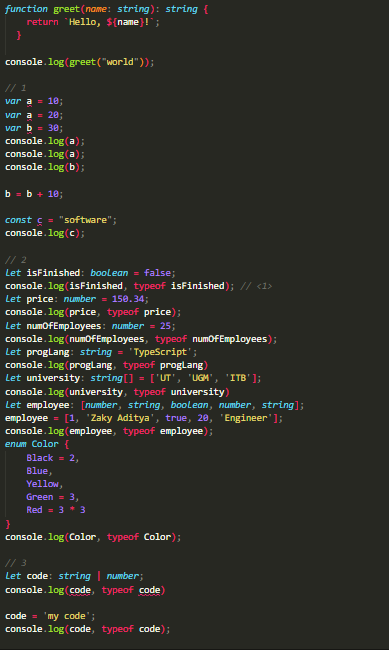 function greet(name: string): string {
    return `Hello, ${name}!`;
}
console.log(greet("world"));
// 1
var a = 10;
var a = 20;
var b = 30;
console.log(a);
console.log(a);
console.log(b);
b = b + 10;
const c = "software";
console.log(c);
// 2
let isFinished: boolean = false;
console.log(isFinished, typeof isFinished); // <1>
let price: number = 150.34;
console.log(price, typeof price);
let numOfEmployees: number = 25;
console.log(numOfEmployees, typeof numOfEmployees);
let progLang: string = 'TypeScript';
console.log(progLang, typeof progLang)
let university: string[] = ['UT', 'UGM', 'ITB'];
console.log(university, typeof university)
let employee: [number, string, boolean, number, string];
employee = [1, 'Zaky Aditya', true, 20, 'Engineer'];
console.log(employee, typeof employee);
enum Color {
    Black = 2,
    Blue,
    Yellow,
    Green = 3,
    Red = 3 * 3
}
console.log(Color, typeof Color);
// 3
let code: string | number;
console.log(code, typeof code)
code = 'my code';
console.log(code, typeof code);